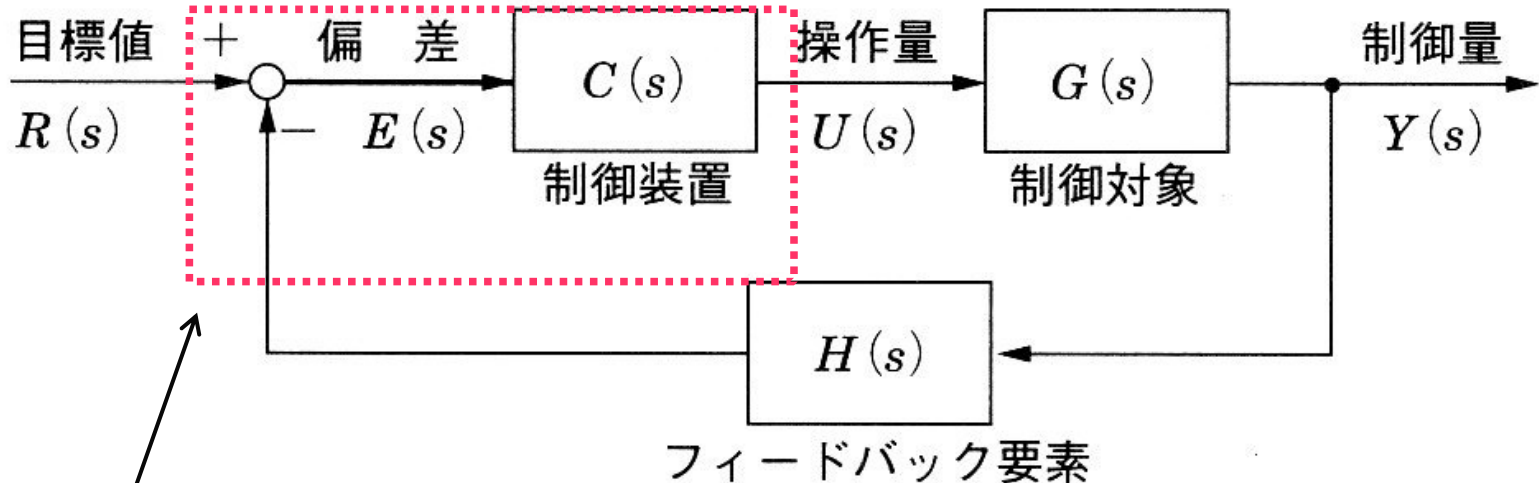 目標値 + 偏 差 C(s) 操作量 G(s) 制御量
R(s) − E(s) U(s) Y(s)
制御装置 制御対象
H(s)
フィードバック要素